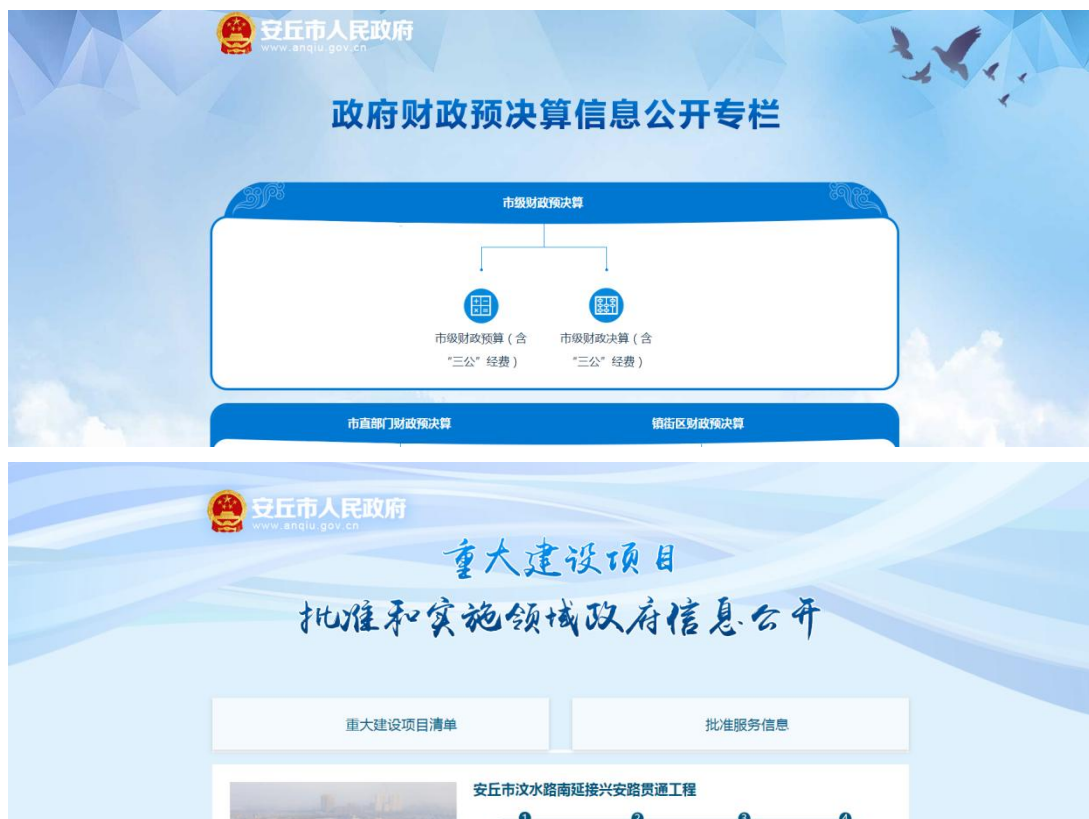 安丘市人民政府
www.anqiu.gov.cn
政府财政预决算信息公开专栏
市级财政预决算
市级财政预算（含
“三公”经费）
市级财政决算（含
“三公”经费）
市直部门财政预决算
镇街区财政预决算
安丘市人民政府
www.anqiu.gov.cn
重大建设项目
批准和实施领域政府信息公开
重大建设项目清单
批准服务信息
安丘市汶水路南延接兴安路贯通工程
1 2 3 4